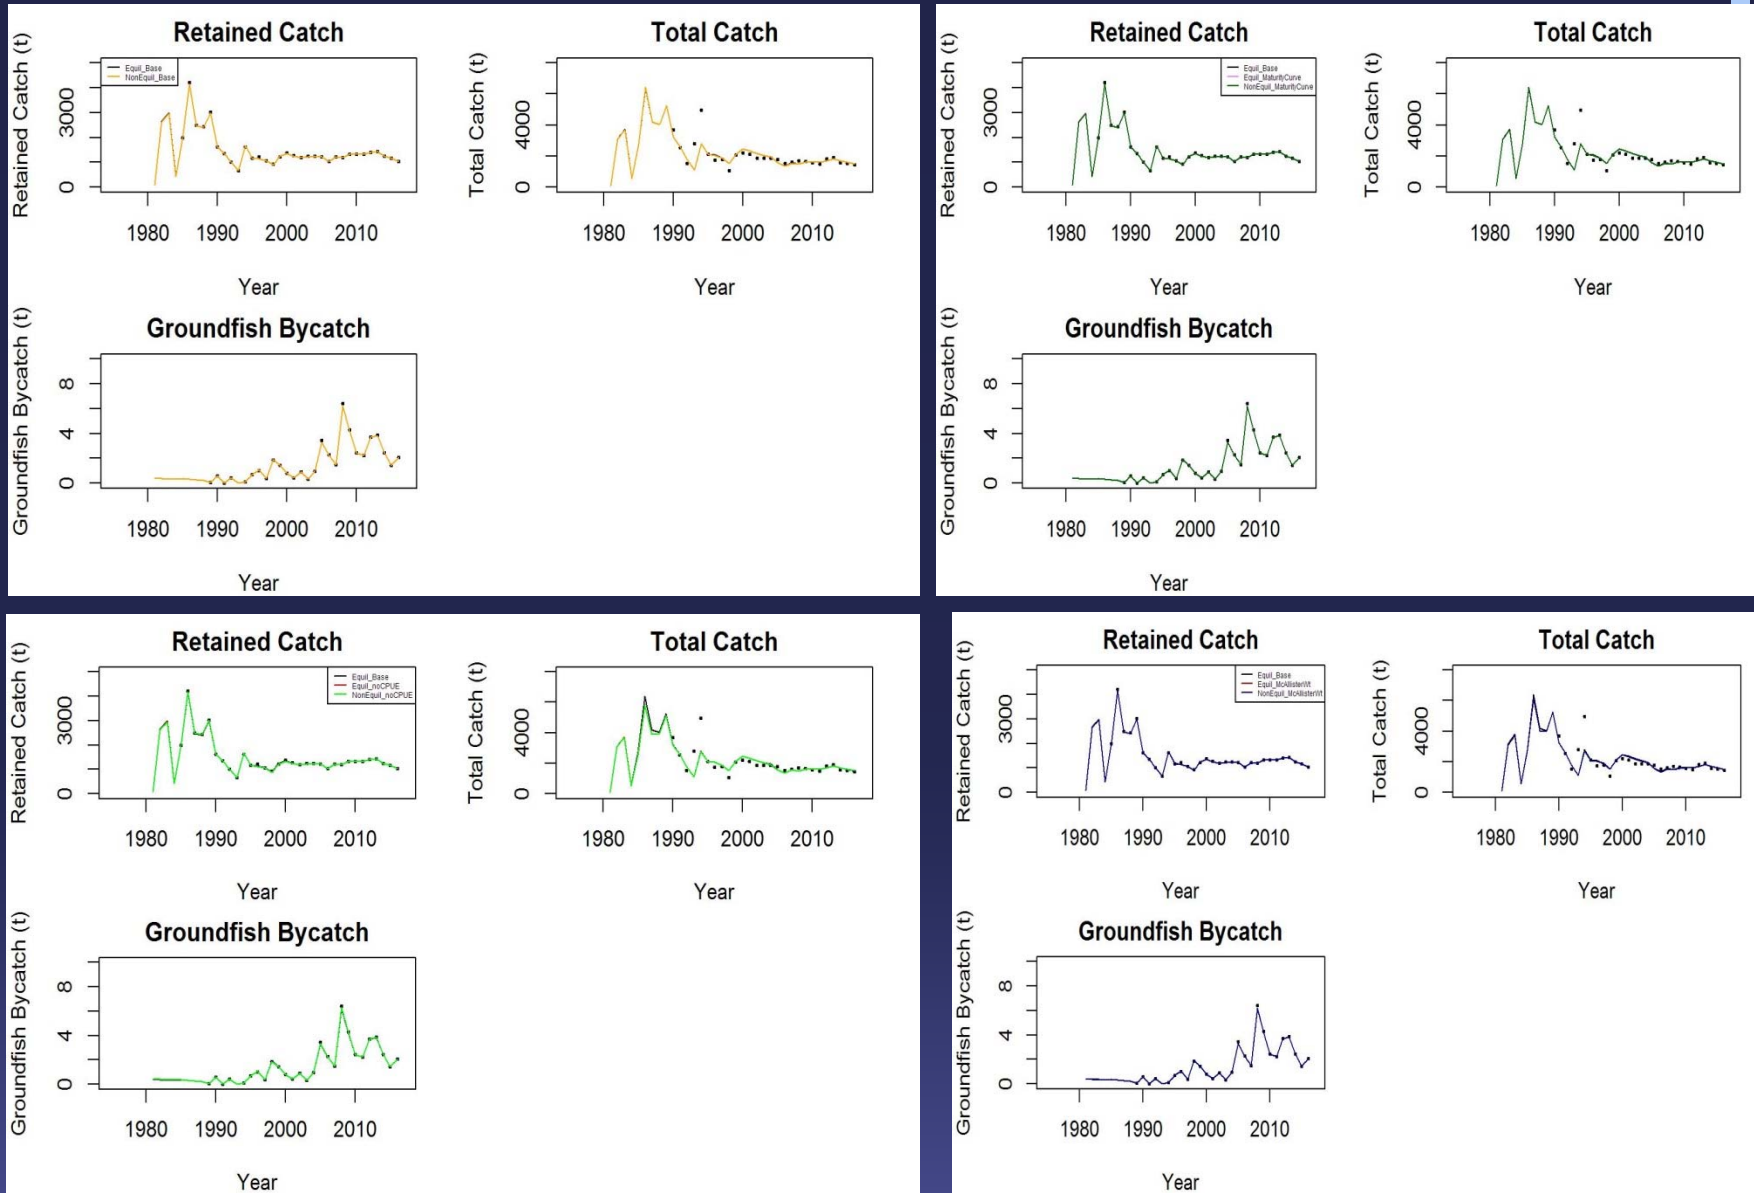 Retained Catch
Total Catch
Retained Catch (t)
Equil_Base
NonEquil_Base
3000
0
1980 1990 2000 2010
Year
Total Catch (t)
4000
0
1980 1990 2000 2010
Year
Groundfish Bycatch
Groundfish Bycatch (t)
8
4
0
1980 1990 2000 2010
Year
Retained Catch
Total Catch
Retained Catch (t)
Equil_Base
Equil_MaturityCurve
NonEquil_MaturityCurve
3000
0
1980 1990 2000 2010
Year
Total Catch (t)
4000
0
1980 1990 2000 2010
Year
Groundfish Bycatch
Groundfish Bycatch (t)
8
4
0
1980 1990 2000 2010
Year
Retained Catch
Total Catch
Retained Catch (t)
Equil_Base
Equil_noCPUE
NonEquil_noCPUE
3000
0
1980 1990 2000 2010
Year
Total Catch (t)
4000
0
1980 1990 2000 2010
Year
Groundfish Bycatch
Groundfish Bycatch (t)
8
4
0
1980 1990 2000 2010
Year
Retained Catch
Total Catch
Retained Catch (t)
Equil_Base
Equil_McAllisterWt
NonEquil_McAllisterWt
3000
0
1980 1990 2000 2010
Year
Total Catch (t)
4000
0
1980 1990 2000 2010
Year
Groundfish Bycatch
Groundfish Bycatch (t)
8
4
0
1980 1990 2000 2010
Year